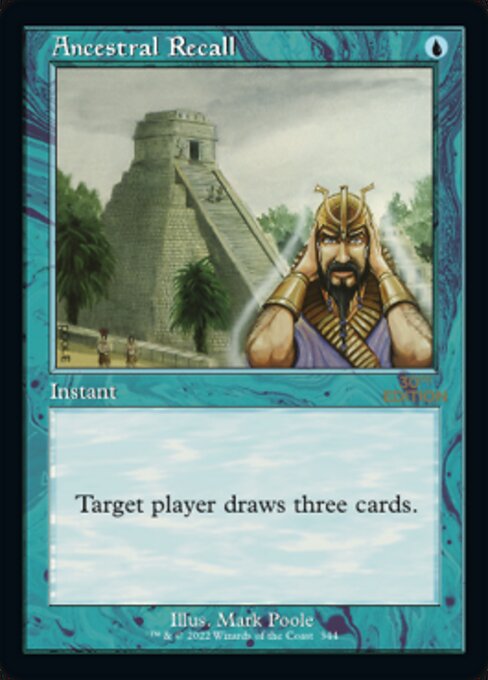 Ancestral Recall
Instant
30TH
EDITION
Target player draws three cards.
Illus. Mark Poole
™ & © 2022 Wizards of the Coast 344